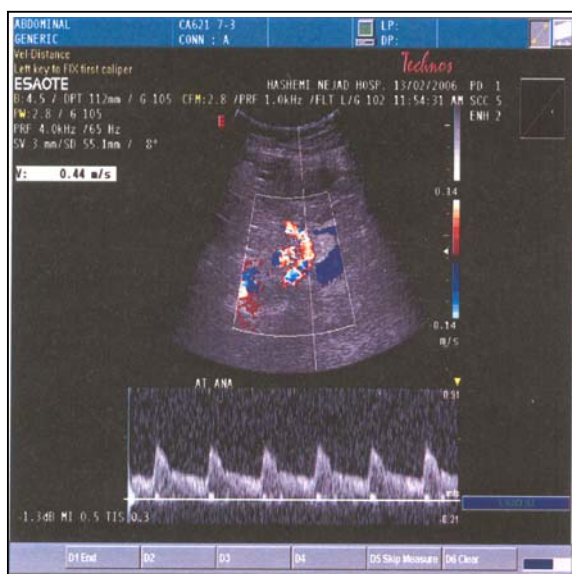 ABDOMINAL CA621 7-3 LP:
GENERIC CONN : A DP:
Vel-Distance
Left key to FIX first caliper
Technos
ESAOTE HASHEMI NEJAD HOSP. 13/02/2006 PD 1
B:4.5 / DPT 112mm / G 105 CFM:2.8 /PRF 1.0kHz /FLT L/G 102 11:54:31 AM SCC 5
PW:2.8 / G 105 ENH 2
PRF 4.0kHz /65 Hz
SV 3 mm/SD 55.1mm / 8°
V: 0.44 m/s
0.14
0.14
m/s
AT ANA
0.91
-0.21
-1.3dB MI 0.5 TIS 0.3
D1 End D2 D3 D4 D5 Skip Measure D6 Clear